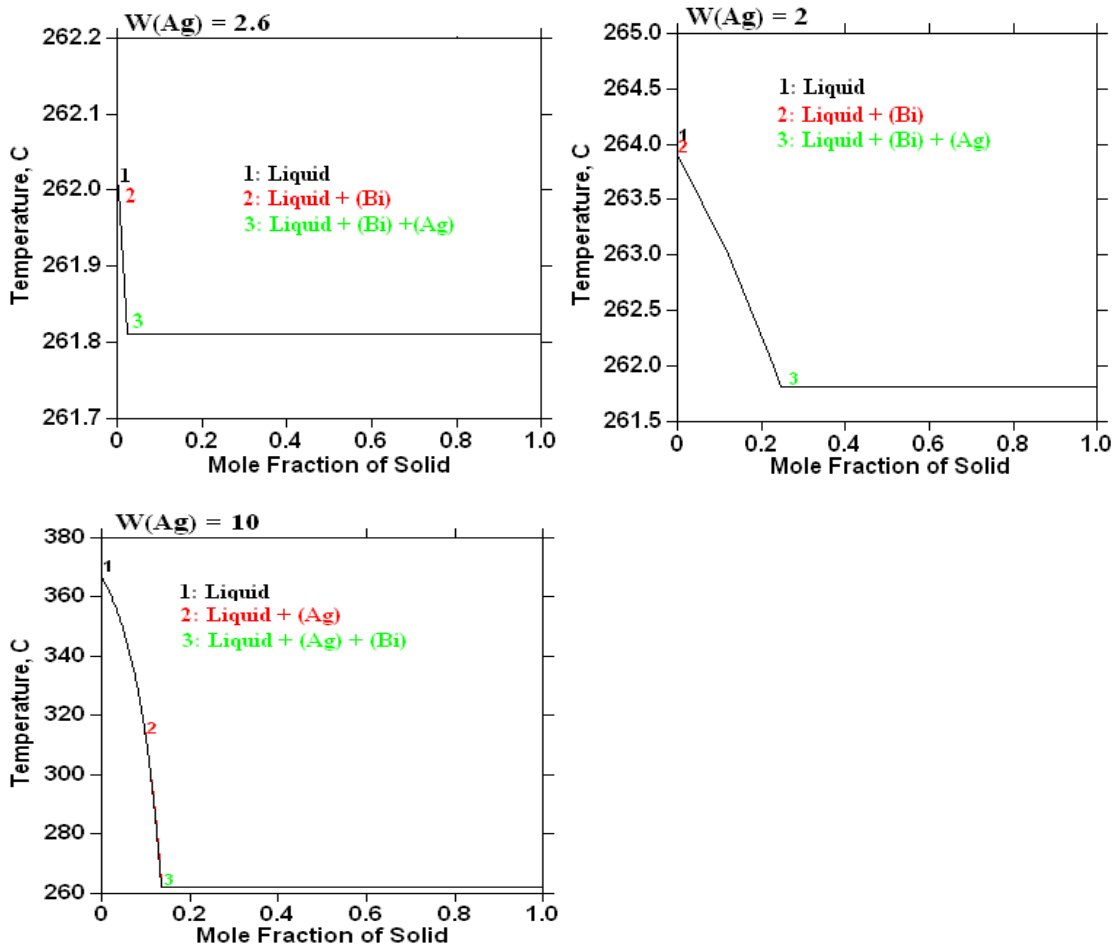 W(Ag) = 2.6
262.2
262.1
262.0
261.9
261.8
261.7
Temperature, C
1
2
3
1: Liquid
2: Liquid + (Bi)
3: Liquid + (Bi) +(Ag)
0 0.2 0.4 0.6 0.8 1.0
Mole Fraction of Solid
W(Ag) = 2
265.0
264.5
264.0
263.5
263.0
262.5
262.0
261.5
Temperature, C
1
2
3
1: Liquid
2: Liquid + (Bi)
3: Liquid + (Bi) + (Ag)
0 0.2 0.4 0.6 0.8 1.0
Mole Fraction of Solid
W(Ag) = 10
380
360
340
320
300
280
260
Temperature, C
1
2
3
1: Liquid
2: Liquid + (Ag)
3: Liquid + (Ag) + (Bi)
0 0.2 0.4 0.6 0.8 1.0
Mole Fraction of Solid